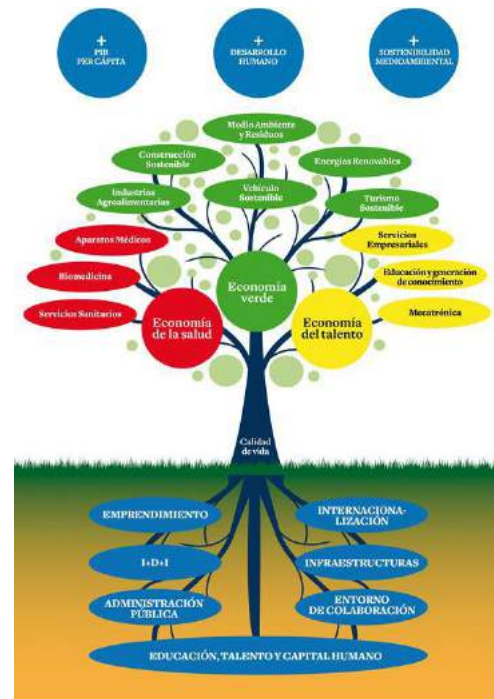 +
PIB
PER CÁPITA
+
DESARROLLO
HUMANO
+
SOSTENIBILIDAD
MEDIOAMBIENTAL
Medio Ambiente
y Residuos
Construcción
Sostenible
Energías Renovables
Industrias
Agroalimentarias
Vehículo
Sostenible
Turismo
Sostenible
Aparatos Médicos
Servicios
Empresariales
Biomedicina
Educación y generación
de conocimiento
Servicios Sanitarios
Mecatrónica
Economía
verde
Economía
de la salud
Economía
del talento
Calidad
de vida
EMPRENDIMIENTO
INTERNACIONA-
LIZACIÓN
I+D+I
INFRAESTRUCTURAS
ADMINISTRACIÓN
PÚBLICA
ENTORNO
DE COLABORACIÓN
EDUCACIÓN, TALENTO Y CAPITAL HUMANO